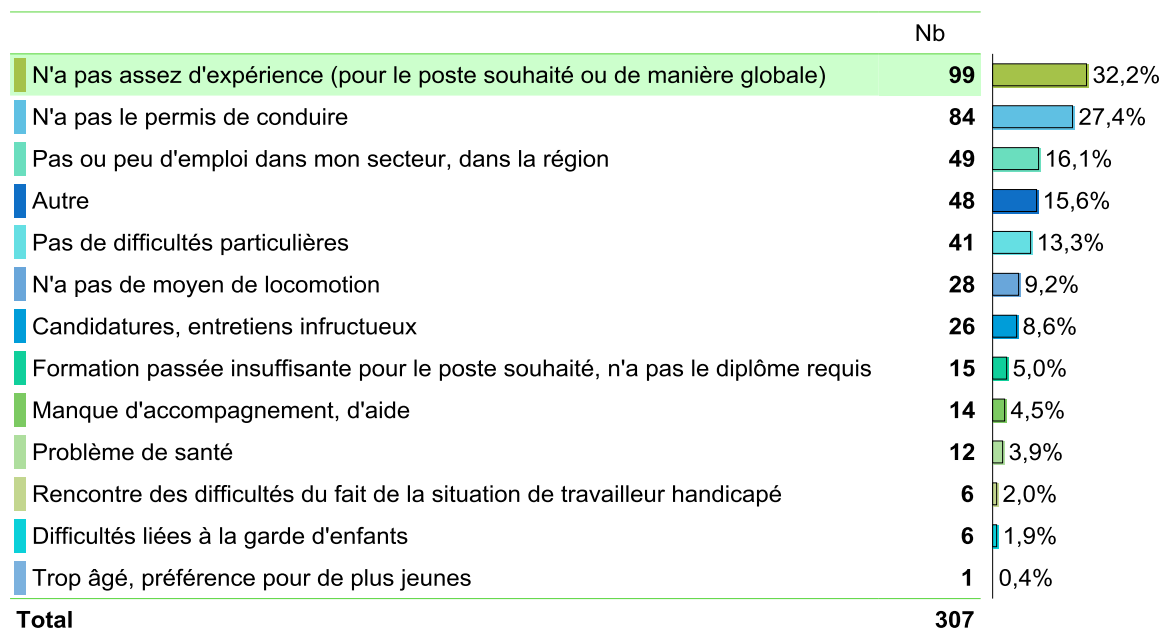 Nb
N'a pas assez d'expérience (pour le poste souhaité ou de manière globale) 99 32,2%
N'a pas le permis de conduire 84 27,4%
Pas ou peu d'emploi dans mon secteur, dans la région 49 16,1%
Autre 48 15,6%
Pas de difficultés particulières 41 13,3%
N'a pas de moyen de locomotion 28 9,2%
Candidatures, entretiens infructueux 26 8,6%
Formation passée insuffisante pour le poste souhaité, n'a pas le diplôme requis 15 5,0%
Manque d'accompagnement, d'aide 14 4,5%
Problème de santé 12 3,9%
Rencontre des difficultés du fait de la situation de travailleur handicapé 6 2,0%
Difficultés liées à la garde d'enfants 6 1,9%
Trop âgé, préférence pour de plus jeunes 1 0,4%
Total 307